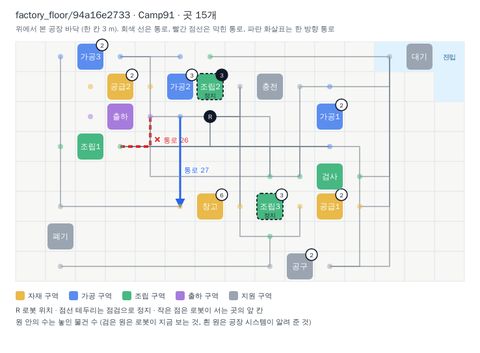 factory_floor/94a16e2733 · Camp91 · 곳 15개
위에서 본 공장 바닥 (한 칸 3 m). 회색 선은 통로, 빨간 점선은 막힌 통로, 파란 화살표는 한 방향 통로
가공3 2
대기
진입
공급2 2
가공2 3
조립2 3
정지
충전
출하
R
가공1 2
조립1
✕ 통로 26
통로 27
검사
창고 6
조립3 3
정지
공급1 2
폐기
공구 2
자재 구역 가공 구역 조립 구역 출하 구역 지원 구역
R 로봇 위치 · 점선 테두리는 점검으로 정지 · 작은 점은 로봇이 서는 곳의 앞 칸
원 안의 수는 놓인 물건 수 (검은 원은 로봇이 지금 보는 것, 흰 원은 공장 시스템이 알려 준 것)